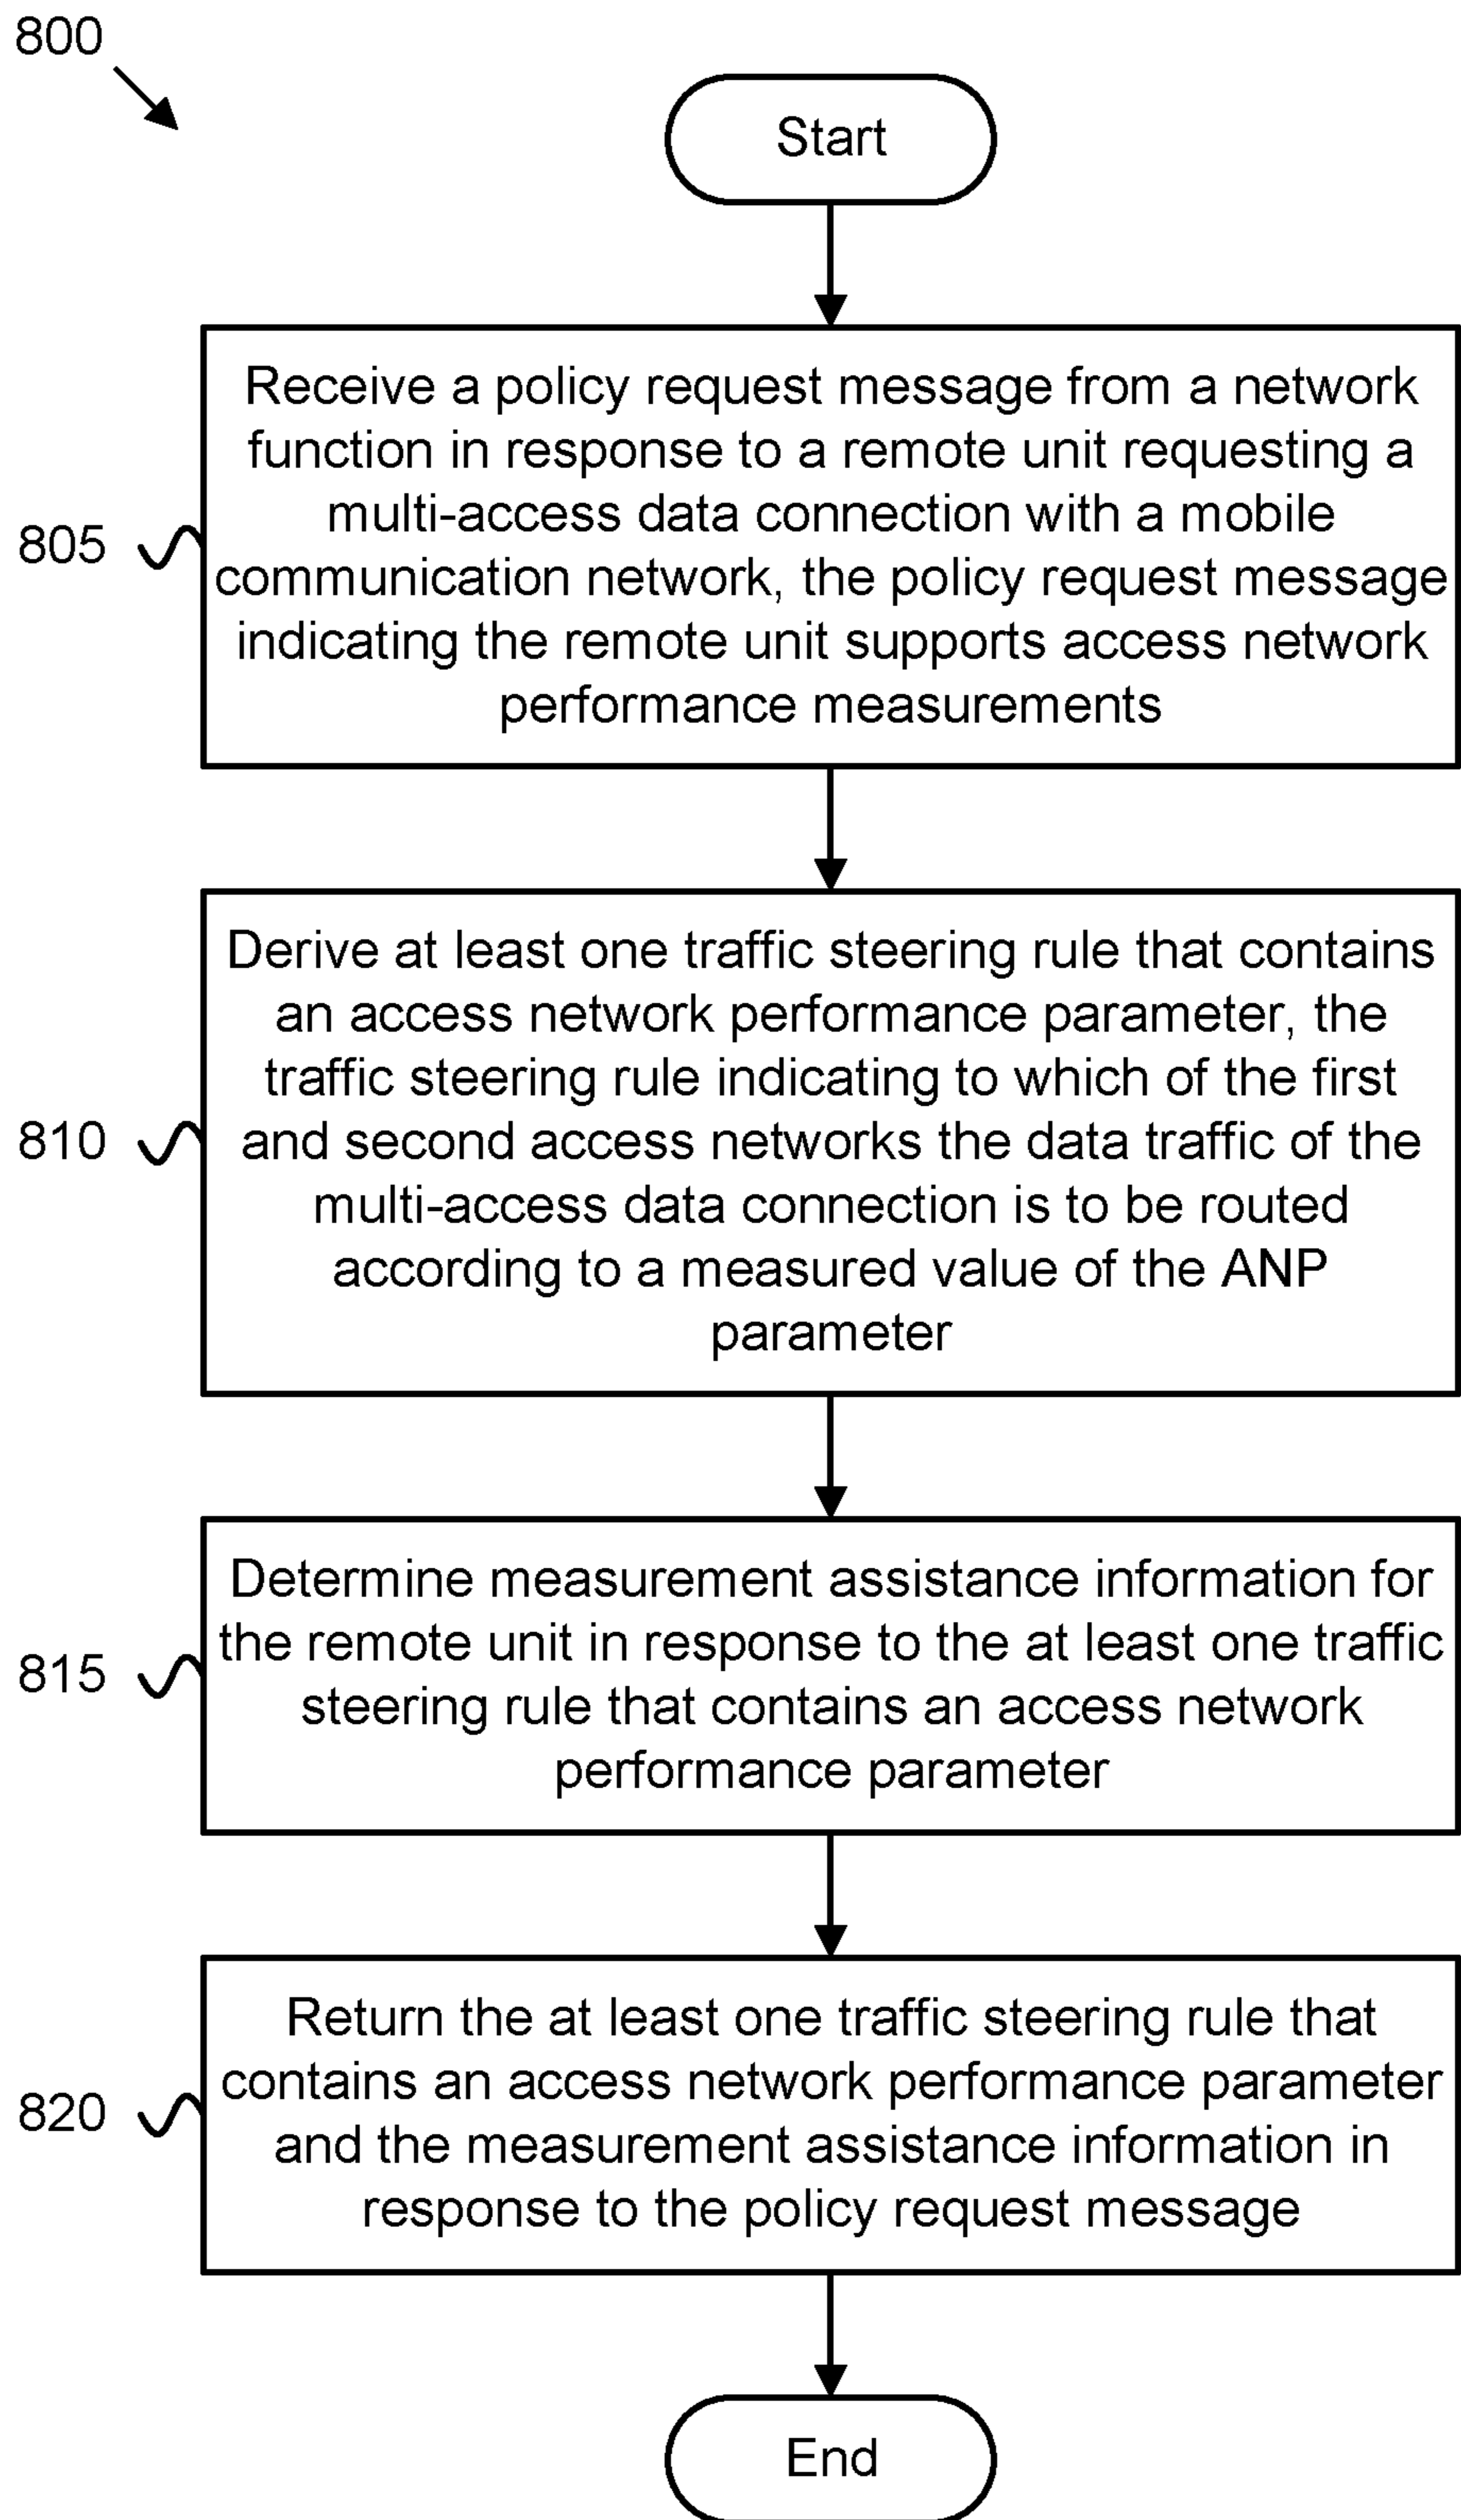 800
Start
805
Receive a policy request message from a network
function in response to a remote unit requesting a
multi-access data connection with a mobile
communication network, the policy request message
indicating the remote unit supports access network
performance measurements
810
Derive at least one traffic steering rule that contains
an access network performance parameter, the
traffic steering rule indicating to which of the first
and second access networks the data traffic of the
multi-access data connection is to be routed
according to a measured value of the ANP
parameter
815
Determine measurement assistance information for
the remote unit in response to the at least one traffic
steering rule that contains an access network
performance parameter
820
Return the at least one traffic steering rule that
contains an access network performance parameter
and the measurement assistance information in
response to the policy request message
End